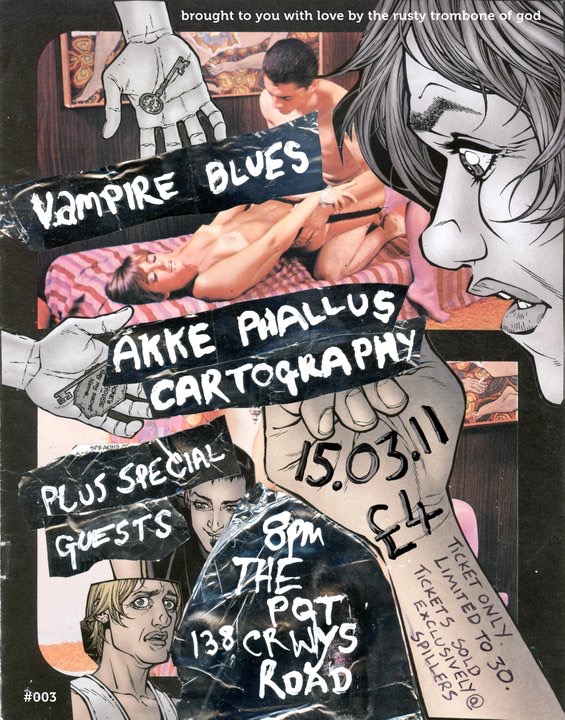 brought to you with love by the rusty trombone of god
VAMPIRE BLUES
AKKE PHALLUS
CARTOGRAPHY
15.03.11
£4
SPEAKING
PLUS SPECIAL
GUESTS
8pm
THE
POT
138 CRWYS
ROAD
TICKET ONLY.
LIMITED TO 30.
TICKETS SOLD
EXCLUSIVELY @
SPILLERS
#003